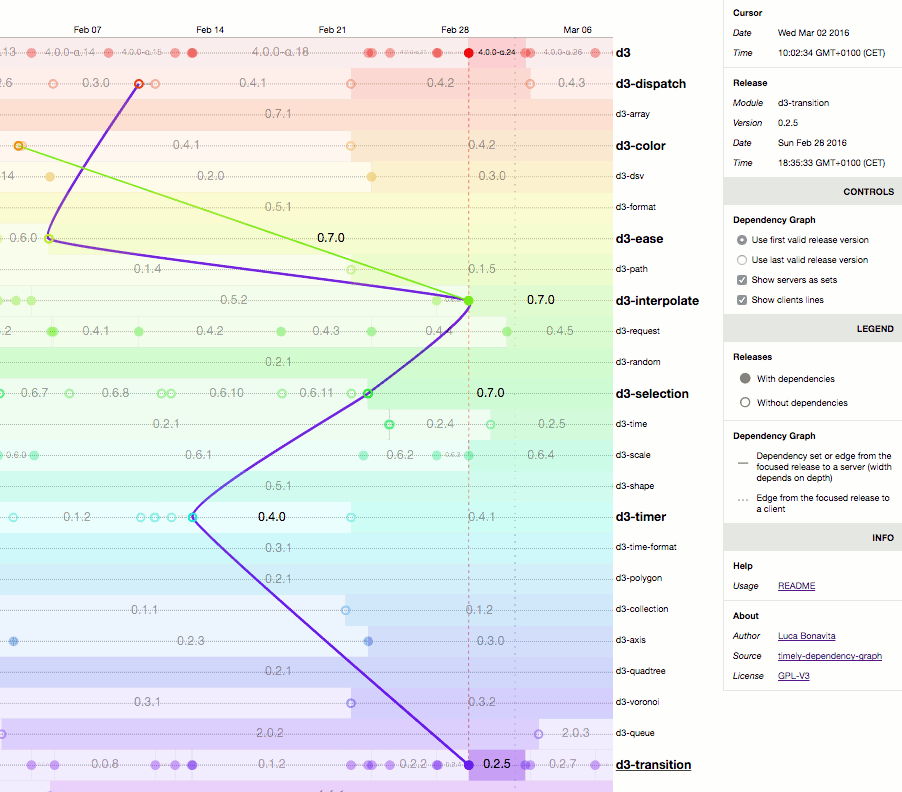 Feb 07 Feb 14 Feb 21 Feb 28 Mar 06
.13 4.0.0-α.14 4.0.0-α.15 4.0.0-α.18 4.0.0-α.24 4.0.0-α.26 d3
2.6 0.3.0 0.4.1 0.4.2 0.4.3 d3-dispatch
0.7.1 d3-array
0.4.1 0.4.2 d3-color
14 0.2.0 0.3.0 d3-dsv
0.5.1 d3-format
0.6.0 0.7.0 d3-ease
0.1.4 0.1.5 d3-path
0.5.2 0.7.0 d3-interpolate
.2 0.4.1 0.4.2 0.4.3 0.4.4 0.4.5 d3-request
0.2.1 d3-random
0.6.7 0.6.8 0.6.10 0.6.11 0.7.0 d3-selection
0.2.1 0.2.4 0.2.5 d3-time
0.6.0 0.6.1 0.6.2 0.6.3 0.6.4 d3-scale
0.5.1 d3-shape
0.1.2 0.4.0 0.4.1 d3-timer
0.3.1 d3-time-format
0.2.1 d3-polygon
0.1.1 0.1.2 d3-collection
0.2.3 0.3.0 d3-axis
0.2.1 d3-quadtree
0.3.1 0.3.2 d3-voronoi
2.0.2 2.0.3 d3-queue
0.0.8 0.1.2 0.2.2 0.2.4 0.2.5 0.2.7 d3-transition
Cursor
Date Wed Mar 02 2016
Time 10:02:34 GMT+0100 (CET)
Release
Module d3-transition
Version 0.2.5
Date Sun Feb 28 2016
Time 18:35:33 GMT+0100 (CET)
CONTROLS
Dependency Graph
Use first valid release version
Use last valid release version
Show servers as sets
Show clients lines
LEGEND
Releases
With dependencies
Without dependencies
Dependency Graph
Dependency set or edge from the
focused release to a server (width
depends on depth)
Edge from the focused release to
a client
INFO
Help
Usage README
About
Author Luca Bonavita
Source timely-dependency-graph
License GPL-V3